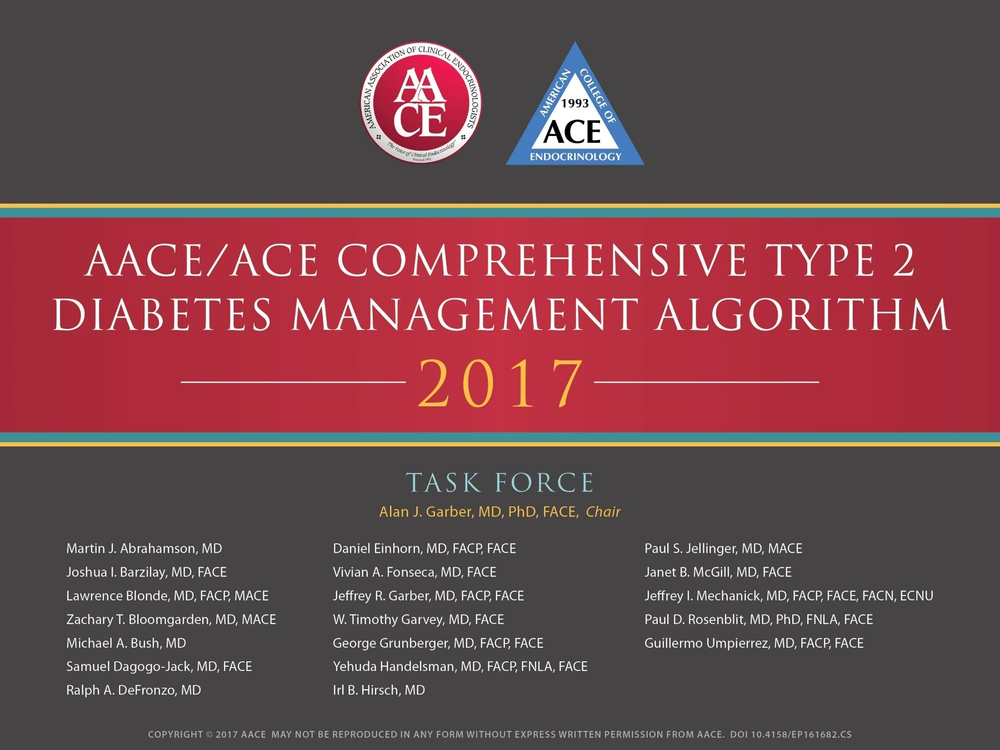 AMERICAN ASSOCIATION OF CLINICAL ENDOCRINOLOGISTS
AA
CE
The Voice of Clinical Endocrinology®
Founded 1991
AMERICAN COLLEGE OF
1993
ACE
ENDOCRINOLOGY
AACE/ACE COMPREHENSIVE TYPE 2
DIABETES MANAGEMENT ALGORITHM
2017
TASK FORCE
Alan J. Garber, MD, PhD, FACE, Chair
Martin J. Abrahamson, MD
Joshua I. Barzilay, MD, FACE
Lawrence Blonde, MD, FACP, MACE
Zachary T. Bloomgarden, MD, MACE
Michael A. Bush, MD
Samuel Dagogo-Jack, MD, FACE
Ralph A. DeFronzo, MD
Daniel Einhorn, MD, FACP, FACE
Vivian A. Fonseca, MD, FACE
Jeffrey R. Garber, MD, FACP, FACE
W. Timothy Garvey, MD, FACE
George Grunberger, MD, FACP, FACE
Yehuda Handelsman, MD, FACP, FNLA, FACE
Irl B. Hirsch, MD
Paul S. Jellinger, MD, MACE
Janet B. McGill, MD, FACE
Jeffrey I. Mechanick, MD, FACP, FACE, FACN, ECNU
Paul D. Rosenblit, MD, PhD, FNLA, FACE
Guillermo Umpierrez, MD, FACP, FACE
COPYRIGHT © 2017 AACE MAY NOT BE REPRODUCED IN ANY FORM WITHOUT EXPRESS WRITTEN PERMISSION FROM AACE. DOI 10.4158/EP161682.CS